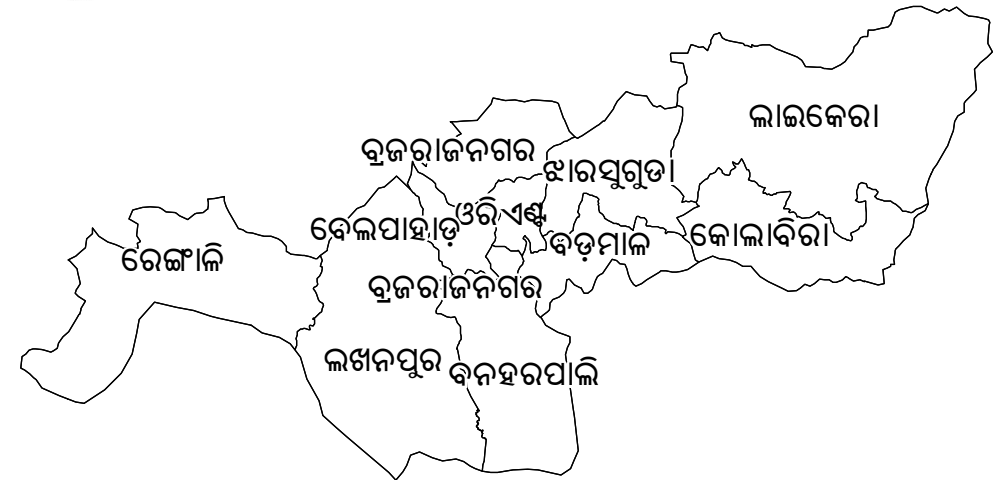 ଲାଇକେରା
ବ୍ରଜରାଜନଗର
ଝାରସୁଗୁଡା
ଓରିଏଣ୍ଟ
ବେଲପାହାଡ଼
କୋଲାବିରା
ବଡ଼ମାଳ
ରେଙ୍ଗାଳି
ବ୍ରଜରାଜନଗର
ଲଖନପୁର
ବନହରପାଲି